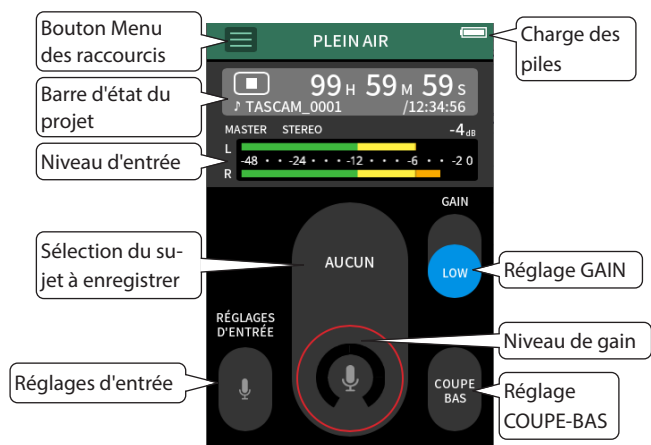 Bouton Menu
des raccourcis
PLEIN AIR
Charge des
piles
Barre d'état du
projet
99H 59M 59S
♪ TASCAM_0001 /12:34:56
MASTER STEREO -4dB
Niveau d'entrée
L
-48 • • -24 • • • -12 • • • -6 • • -2 0
R
GAIN
Sélection du su-
jet à enregistrer
AUCUN
LOW
Réglage GAIN
RÉGLAGES
D'ENTRÉE
Niveau de gain
Réglages d'entrée
COUPE
BAS
Réglage
COUPE-BAS